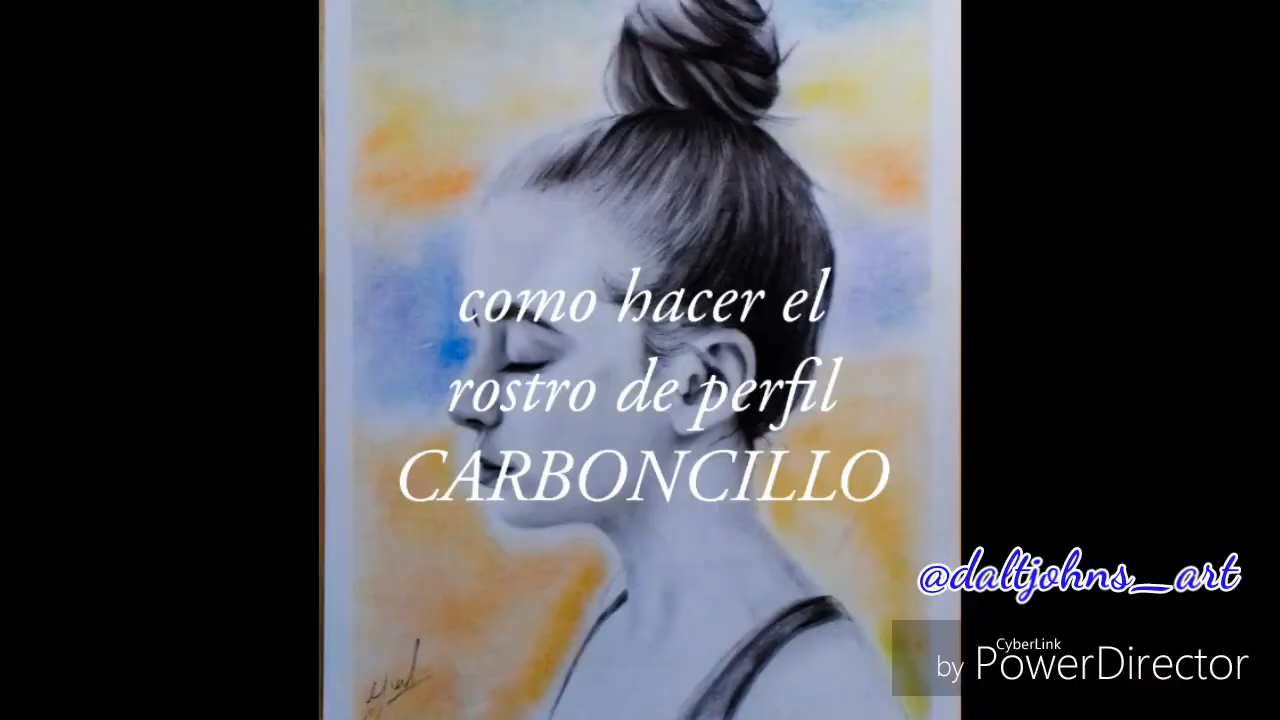 como hacer el
rostro de perfil
CARBONCILLO
@daltjohns_art
CyberLink
by PowerDirector